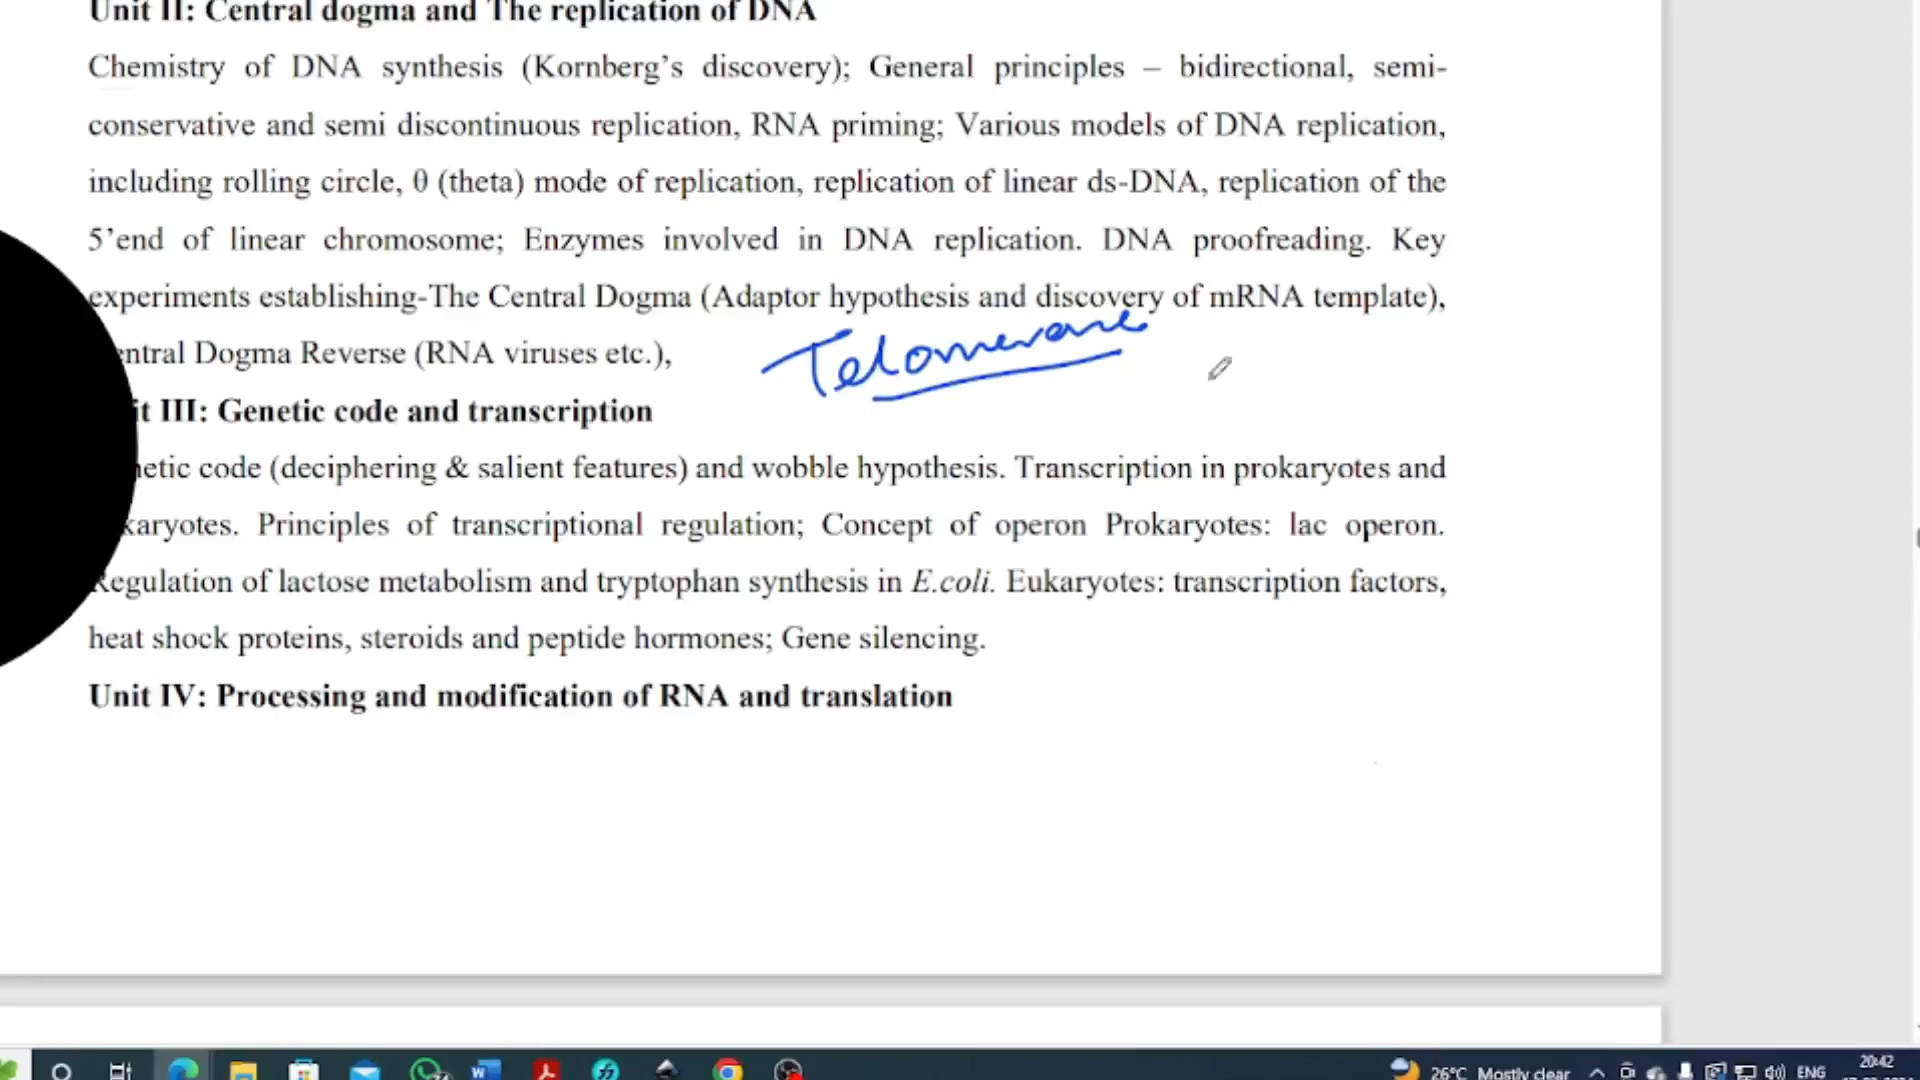 Unit II: Central dogma and The replication of DNA
Chemistry of DNA synthesis (Kornberg’s discovery); General principles – bidirectional, semi-
conservative and semi discontinuous replication, RNA priming; Various models of DNA replication,
including rolling circle, θ (theta) mode of replication, replication of linear ds-DNA, replication of the
5’end of linear chromosome; Enzymes involved in DNA replication. DNA proofreading. Key
experiments establishing-The Central Dogma (Adaptor hypothesis and discovery of mRNA template),
ntral Dogma Reverse (RNA viruses etc.),
t III: Genetic code and transcription
netic code (deciphering & salient features) and wobble hypothesis. Transcription in prokaryotes and
karyotes. Principles of transcriptional regulation; Concept of operon Prokaryotes: lac operon.
Regulation of lactose metabolism and tryptophan synthesis in E.coli. Eukaryotes: transcription factors,
heat shock proteins, steroids and peptide hormones; Gene silencing.
Unit IV: Processing and modification of RNA and translation
26°C Mostly clear ENG 20:42